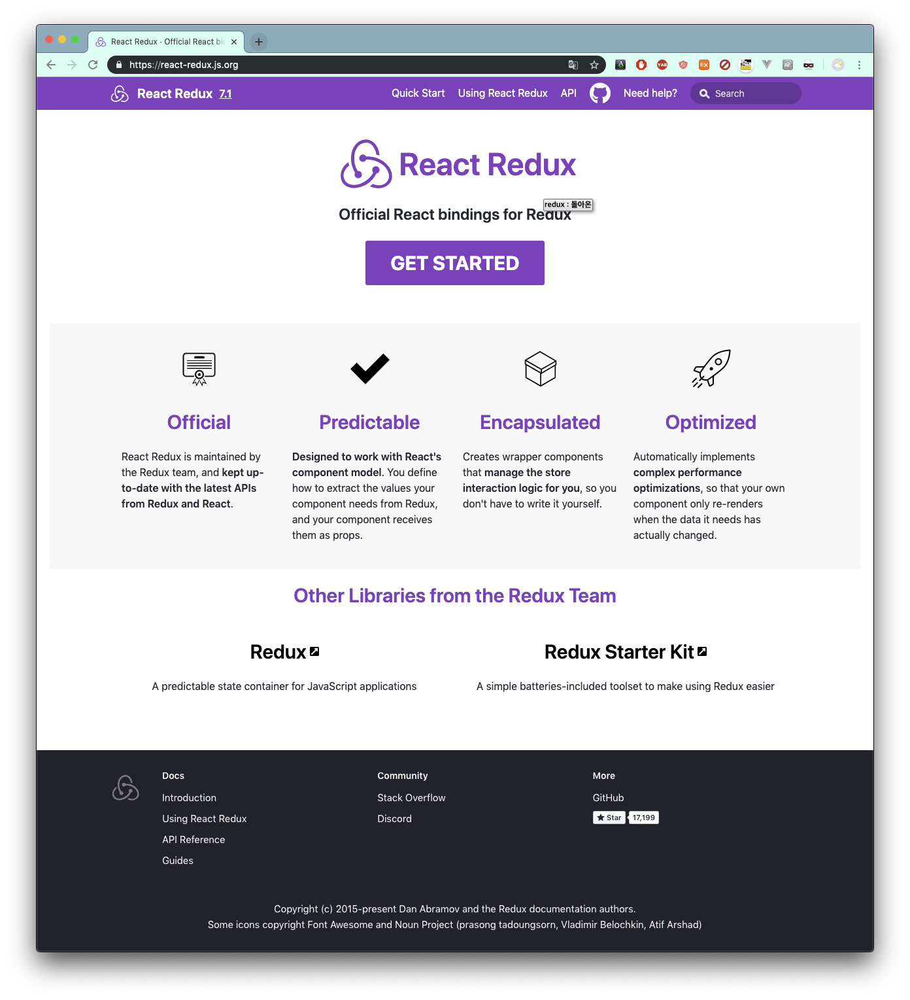 React Redux · Official React bin
https://react-redux.js.org
A
YAB
EX
React Redux 7.1
Quick Start
Using React Redux
API
Need help?
Search
React Redux
redux : 돌아온
Official React bindings for Redux
GET STARTED
Official
React Redux is maintained by
the Redux team, and kept up-
to-date with the latest APIs
from Redux and React.
Predictable
Designed to work with React's
component model. You define
how to extract the values your
component needs from Redux,
and your component receives
them as props.
Encapsulated
Creates wrapper components
that manage the store
interaction logic for you, so you
don't have to write it yourself.
Optimized
Automatically implements
complex performance
optimizations, so that your own
component only re-renders
when the data it needs has
actually changed.
Other Libraries from the Redux Team
Redux
A predictable state container for JavaScript applications
Redux Starter Kit
A simple batteries-included toolset to make using Redux easier
Docs
Introduction
Using React Redux
API Reference
Guides
Community
Stack Overflow
Discord
More
GitHub
Star
17,199
Copyright (c) 2015-present Dan Abramov and the Redux documentation authors.
Some icons copyright Font Awesome and Noun Project (prasong tadoungsorn, Vladimir Belochkin, Atif Arshad)